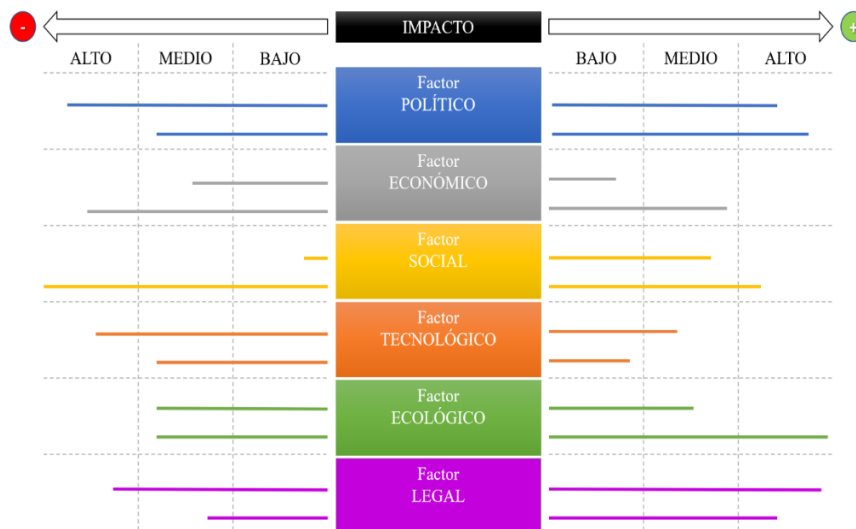 - IMPACTO +
ALTO MEDIO BAJO BAJO MEDIO ALTO
Factor
POLÍTICO
Factor
ECONÓMICO
Factor
SOCIAL
Factor
TECNOLÓGICO
Factor
ECOLÓGICO
Factor
LEGAL